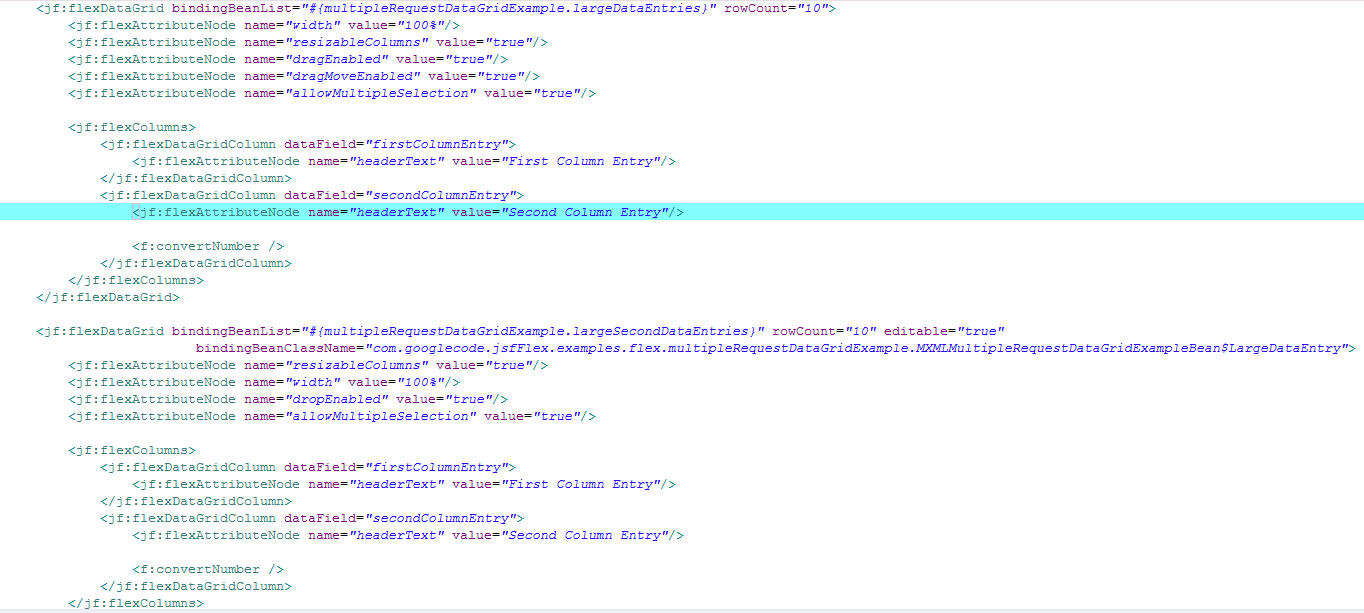 <jf:flexDataGrid bindingBeanList="#{multipleRequestDataGridExample.largeDataEntries}" rowCount="10">
<jf:flexAttributeNode name="width" value="100%"/>
<jf:flexAttributeNode name="resizableColumns" value="true"/>
<jf:flexAttributeNode name="dragEnabled" value="true"/>
<jf:flexAttributeNode name="dragMoveEnabled" value="true"/>
<jf:flexAttributeNode name="allowMultipleSelection" value="true"/>
<jf:flexColumns>
<jf:flexDataGridColumn dataField="firstColumnEntry">
<jf:flexAttributeNode name="headerText" value="First Column Entry"/>
</jf:flexDataGridColumn>
<jf:flexDataGridColumn dataField="secondColumnEntry">
<jf:flexAttributeNode name="headerText" value="Second Column Entry"/>
<f:convertNumber />
</jf:flexDataGridColumn>
</jf:flexColumns>
</jf:flexDataGrid>
<jf:flexDataGrid bindingBeanList="#{multipleRequestDataGridExample.largeSecondDataEntries}" rowCount="10" editable="true"
bindingBeanClassName="com.googlecode.jsfFlex.examples.flex.multipleRequestDataGridExample.MXMLMultipleRequestDataGridExampleBean$LargeDataEntry">
<jf:flexAttributeNode name="resizableColumns" value="true"/>
<jf:flexAttributeNode name="width" value="100%"/>
<jf:flexAttributeNode name="dropEnabled" value="true"/>
<jf:flexAttributeNode name="allowMultipleSelection" value="true"/>
<jf:flexColumns>
<jf:flexDataGridColumn dataField="firstColumnEntry">
<jf:flexAttributeNode name="headerText" value="First Column Entry"/>
</jf:flexDataGridColumn>
<jf:flexDataGridColumn dataField="secondColumnEntry">
<jf:flexAttributeNode name="headerText" value="Second Column Entry"/>
<f:convertNumber />
</jf:flexDataGridColumn>
</jf:flexColumns>